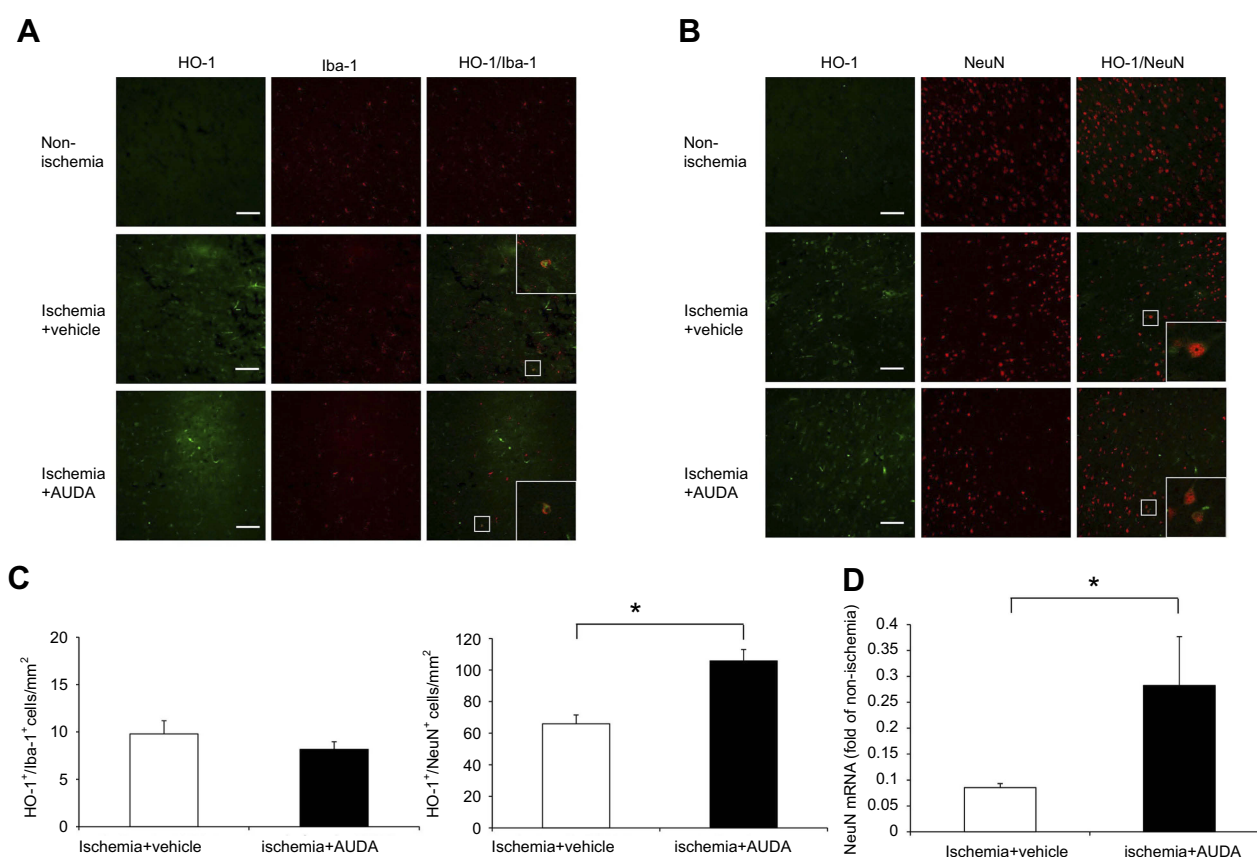 A
B
HO-1 Iba-1 HO-1/Iba-1
HO-1 NeuN HO-1/NeuN
Non-
ischemia
Non-
ischemia
Ischemia
+vehicle
Ischemia
+vehicle
Ischemia
+AUDA
Ischemia
+AUDA
C
HO-1⁺/Iba-1⁺cells/mm²
20
15
10
5
0
Ischemia+vehicle ischemia+AUDA
HO-1⁺/NeuN⁺ cells/mm²
*
120
100
80
60
40
20
0
Ischemia+vehicle ischemia+AUDA
D
NeuN mRNA (fold of non-ischemia)
*
0.4
0.35
0.3
0.25
0.2
0.15
0.1
0.05
0
Ischemia+vehicle ischemia+AUDA